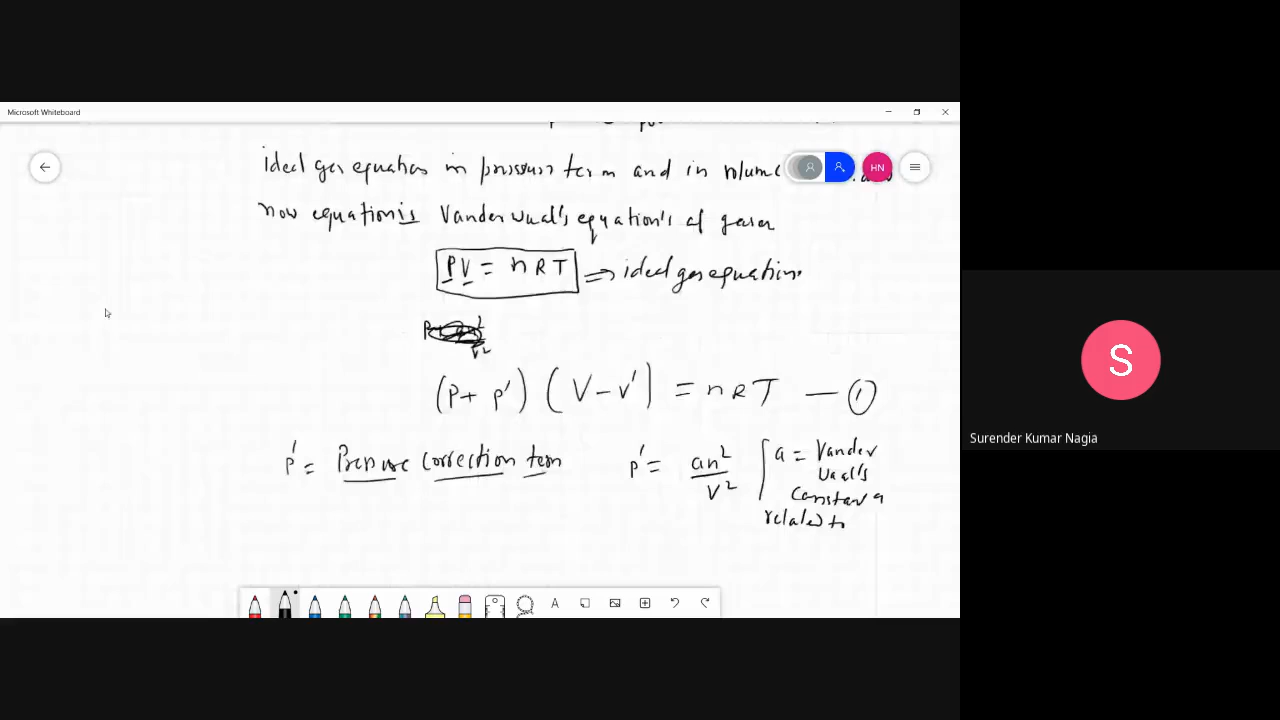 Microsoft Whiteboard
ideal gas equation in pressure term and in volume
HN
now equation is Vander waal's equation's of gases
PV = nRT ⟹ ideal gas equation
(P + p') (V - v') = nRT — ①
p' = Pressure correction term
p' = an²/V²
a = Vander
Waal's
Constant
related to
S
Surender Kumar Nagia
A